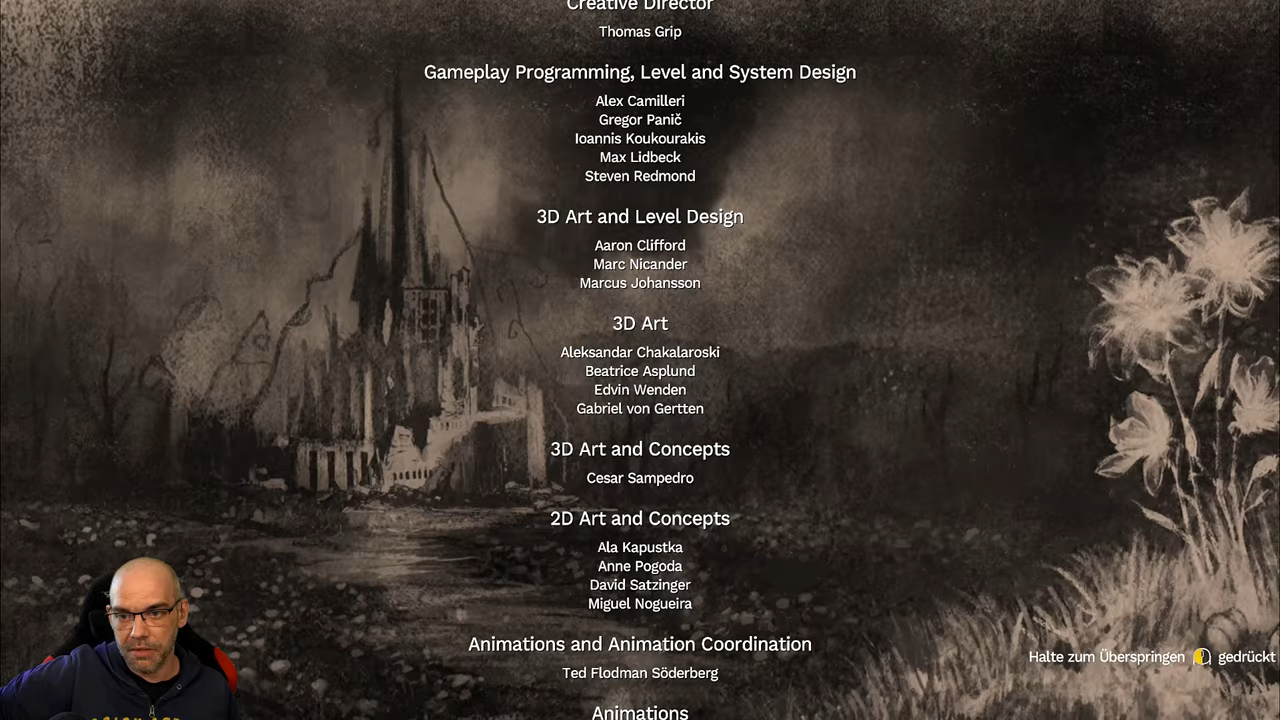 Creative Director
Thomas Grip
Gameplay Programming, Level and System Design
Alex Camilleri
Gregor Panič
Ioannis Koukourakis
Max Lidbeck
Steven Redmond
3D Art and Level Design
Aaron Clifford
Marc Nicander
Marcus Johansson
3D Art
Aleksandar Chakalaroski
Beatrice Asplund
Edvin Wenden
Gabriel von Gertten
3D Art and Concepts
Cesar Sampedro
2D Art and Concepts
Ala Kapustka
Anne Pogoda
David Satzinger
Miguel Nogueira
Animations and Animation Coordination
Halte zum Überspringen gedrückt
Ted Flodman Söderberg
Animations